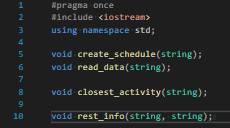 1 #pragma once
2 #include <iostream>
3 using namespace std;
4
5 void create_schedule(string);
6 void read_data(string);
7
8 void closest_activity(string);
9
10 void rest_info(string, string);